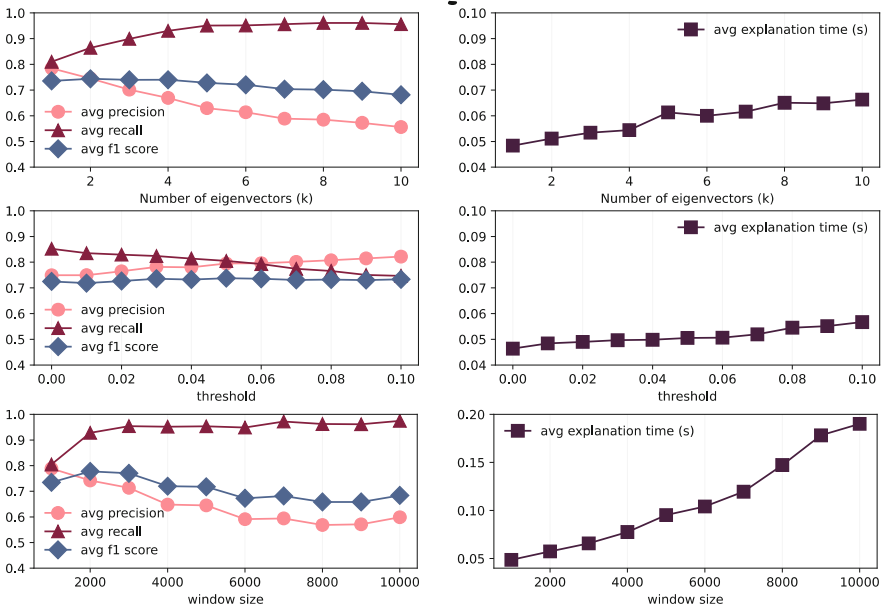 1.0
0.9
0.8
0.7
0.6
0.5
0.4
avg precision
avg recall
avg f1 score
2 4 6 8 10
Number of eigenvectors (k)
0.10
0.09
0.08
0.07
0.06
0.05
0.04
avg explanation time (s)
2 4 6 8 10
Number of eigenvectors (k)
1.0
0.9
0.8
0.7
0.6
0.5
0.4
avg precision
avg recall
avg f1 score
0.00 0.02 0.04 0.06 0.08 0.10
threshold
0.10
0.09
0.08
0.07
0.06
0.05
0.04
avg explanation time (s)
0.00 0.02 0.04 0.06 0.08 0.10
threshold
1.0
0.9
0.8
0.7
0.6
0.5
0.4
avg precision
avg recall
avg f1 score
2000 4000 6000 8000 10000
window size
0.20
0.15
0.10
0.05
avg explanation time (s)
2000 4000 6000 8000 10000
window size